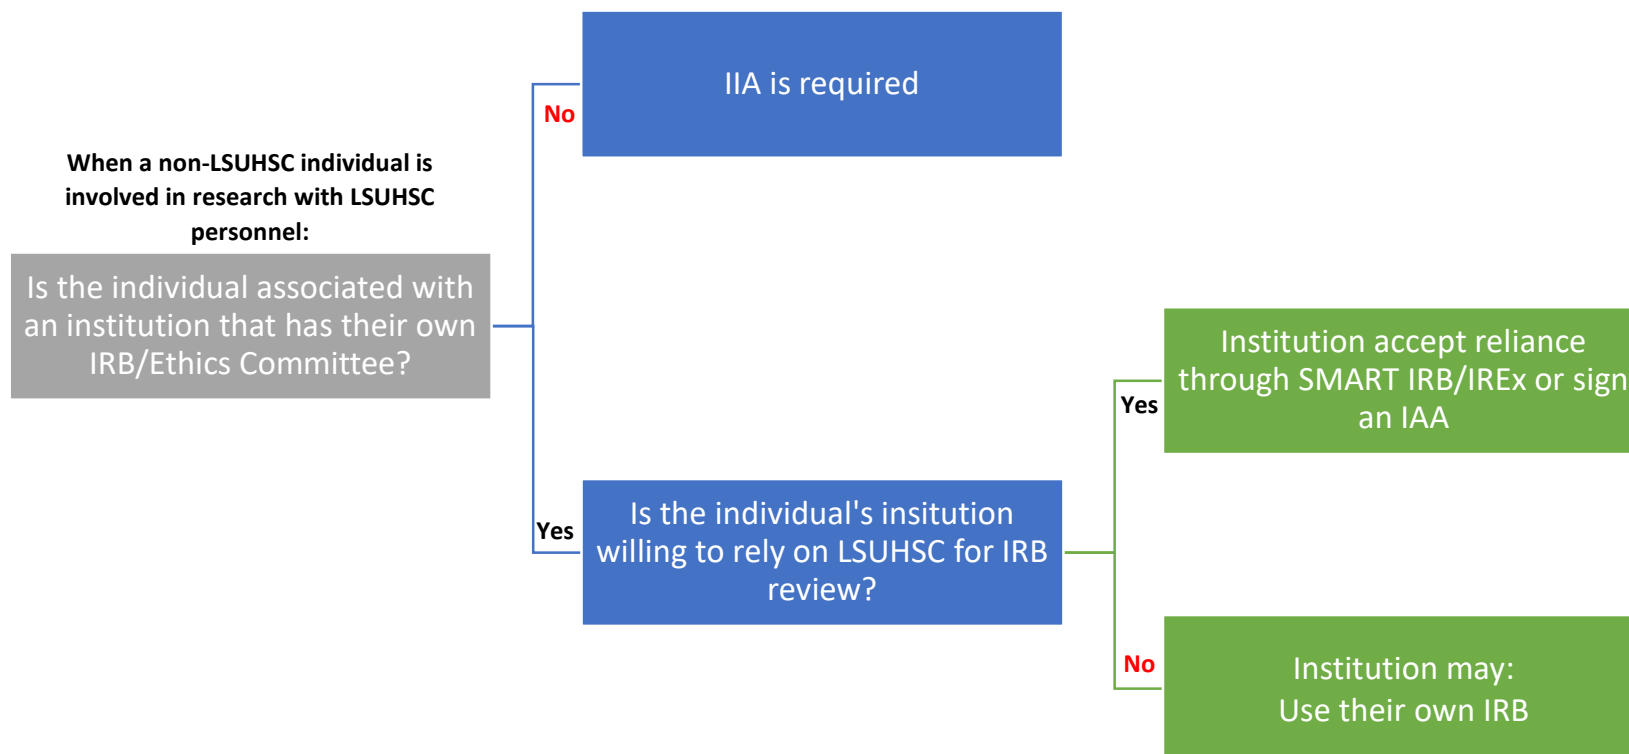 When a non-LSUHSC individual is
involved in research with LSUHSC
personnel:
Is the individual associated with
an institution that has their own
IRB/Ethics Committee?
No
IIA is required
Yes
Is the individual's insitution
willing to rely on LSUHSC for IRB
review?
Yes
Institution accept reliance
through SMART IRB/IREx or sign
an IAA
No
Institution may:
Use their own IRB